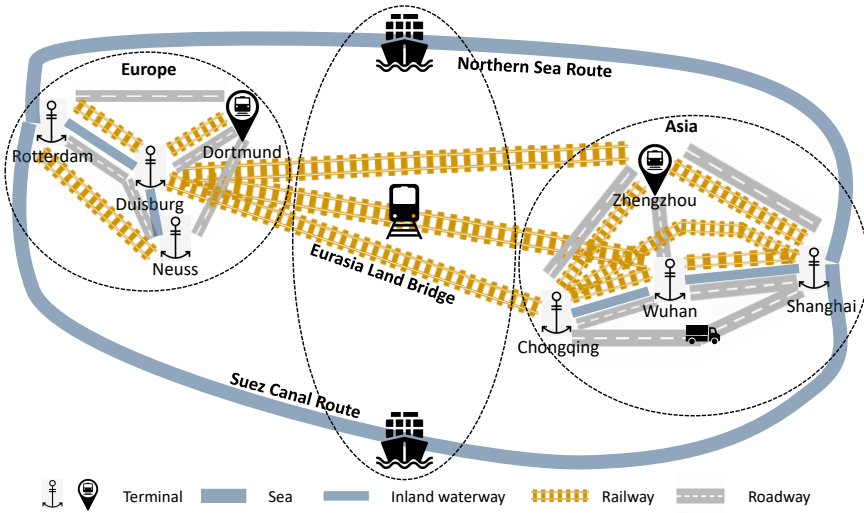 Northern Sea Route
Europe
Asia
Rotterdam
Dortmund
Duisburg
Zhengzhou
Neuss
Eurasia Land Bridge
Wuhan
Shanghai
Chongqing
Suez Canal Route
Terminal Sea Inland waterway Railway Roadway